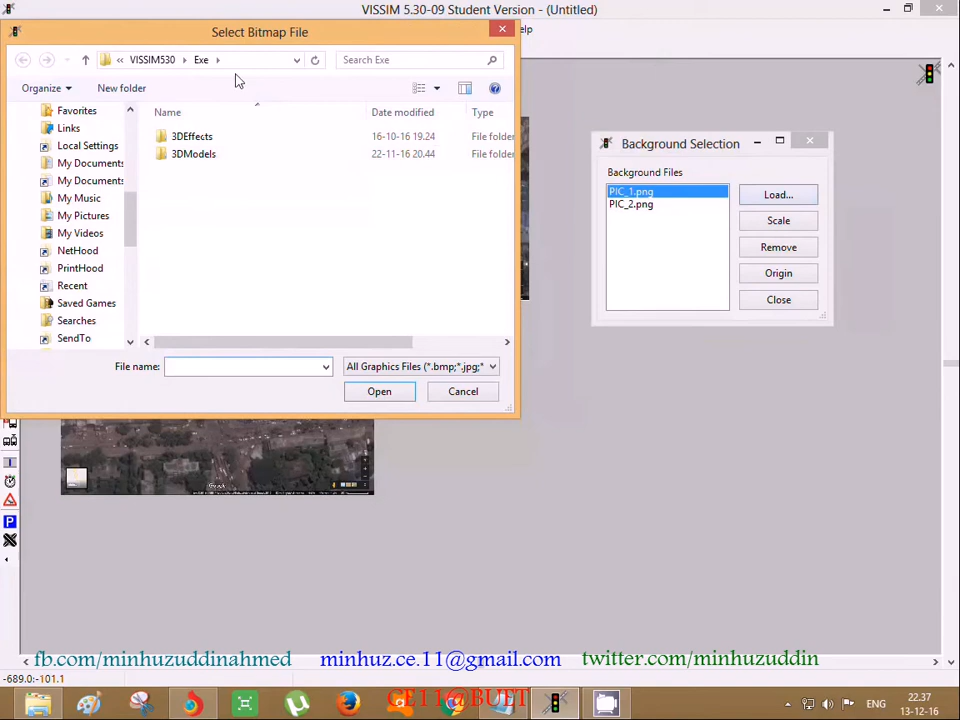 VISSIM 5.30-09 Student Version - (Untitled)
elp
Select Bitmap File
VISSIM530 Exe
Search Exe
Organize
New folder
Name
Date modified
Type
Favorites
Links
Local Settings
My Documents
My Documents
My Music
My Pictures
My Videos
NetHood
PrintHood
Recent
Saved Games
Searches
SendTo
3DEffects 16-10-16 19.24 File folder
3DModels 22-11-16 20.44 File folder
File name:
All Graphics Files (*.bmp;*.jpg;*
Open
Cancel
Background Selection
Background Files
PIC_1.png
PIC_2.png
Load...
Scale
Remove
Origin
Close
Google
fb.com/minhuzuddinahmed minhuz.ce.11@gmail.com twitter.com/minhuzuddin
-689.0:-101.1
CE11@BUET
ENG
22.37
13-12-16